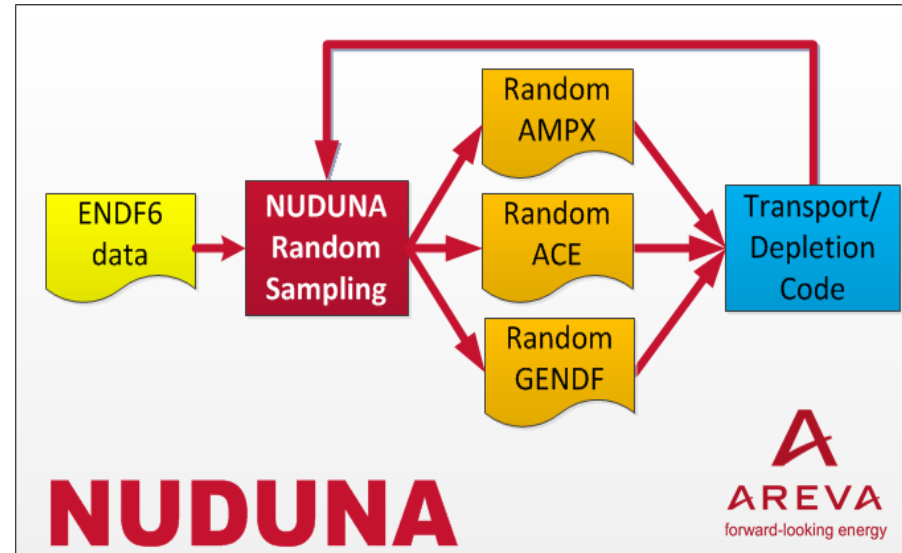 ENDF6
data
NUDUNA
Random
Sampling
Random
AMPX
Random
ACE
Random
GENDF
Transport/
Depletion
Code
NUDUNA
AREVA
forward-looking energy